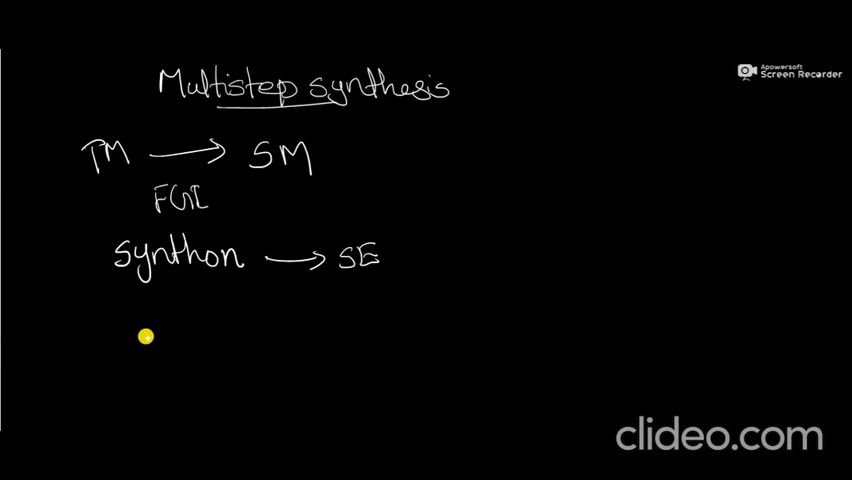 Multistep synthesis
Apowersoft
Screen Recorder
TM → SM
FGI
Synthon → SE
clideo.com